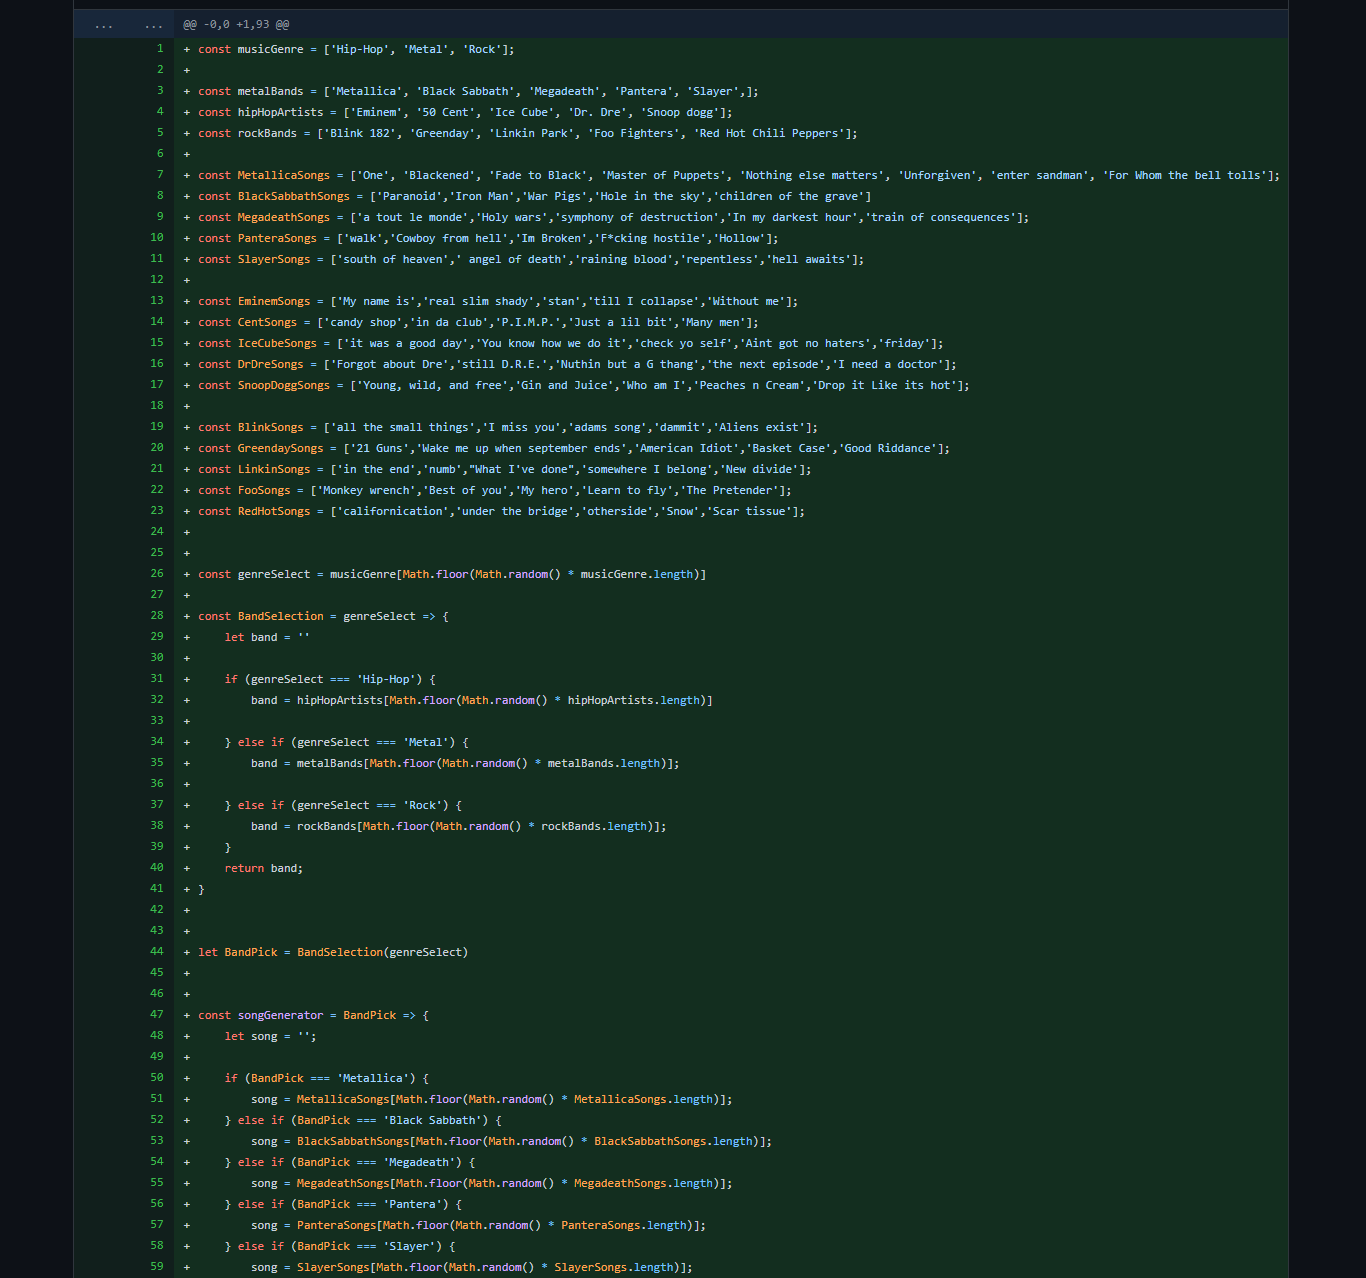 ... ... @@ -0,0 +1,93 @@
1 + const musicGenre = ['Hip-Hop', 'Metal', 'Rock'];
2 +
3 + const metalBands = ['Metallica', 'Black Sabbath', 'Megadeath', 'Pantera', 'Slayer',];
4 + const hipHopArtists = ['Eminem', '50 Cent', 'Ice Cube', 'Dr. Dre', 'Snoop dogg'];
5 + const rockBands = ['Blink 182', 'Greenday', 'Linkin Park', 'Foo Fighters', 'Red Hot Chili Peppers'];
6 +
7 + const MetallicaSongs = ['One', 'Blackened', 'Fade to Black', 'Master of Puppets', 'Nothing else matters', 'Unforgiven', 'enter sandman', 'For Whom the bell tolls'];
8 + const BlackSabbathSongs = ['Paranoid','Iron Man','War Pigs','Hole in the sky','children of the grave']
9 + const MegadeathSongs = ['a tout le monde','Holy wars','symphony of destruction','In my darkest hour','train of consequences'];
10 + const PanteraSongs = ['walk','Cowboy from hell','Im Broken','F*cking hostile','Hollow'];
11 + const SlayerSongs = ['south of heaven',' angel of death','raining blood','repentless','hell awaits'];
12 +
13 + const EminemSongs = ['My name is','real slim shady','stan','till I collapse','Without me'];
14 + const CentSongs = ['candy shop','in da club','P.I.M.P.','Just a lil bit','Many men'];
15 + const IceCubeSongs = ['it was a good day','You know how we do it','check yo self','Aint got no haters','friday'];
16 + const DrDreSongs = ['Forgot about Dre','still D.R.E.','Nuthin but a G thang','the next episode','I need a doctor'];
17 + const SnoopDoggSongs = ['Young, wild, and free','Gin and Juice','Who am I','Peaches n Cream','Drop it Like its hot'];
18 +
19 + const BlinkSongs = ['all the small things','I miss you','adams song','dammit','Aliens exist'];
20 + const GreendaySongs = ['21 Guns','Wake me up when september ends','American Idiot','Basket Case','Good Riddance'];
21 + const LinkinSongs = ['in the end','numb',"What I've done",'somewhere I belong','New divide'];
22 + const FooSongs = ['Monkey wrench','Best of you','My hero','Learn to fly','The Pretender'];
23 + const RedHotSongs = ['californication','under the bridge','otherside','Snow','Scar tissue'];
24 +
25 +
26 + const genreSelect = musicGenre[Math.floor(Math.random() * musicGenre.length)]
27 +
28 + const BandSelection = genreSelect => {
29 +     let band = ''
30 +
31 +     if (genreSelect === 'Hip-Hop') {
32 +         band = hipHopArtists[Math.floor(Math.random() * hipHopArtists.length)]
33 +
34 +     } else if (genreSelect === 'Metal') {
35 +         band = metalBands[Math.floor(Math.random() * metalBands.length)];
36 +
37 +     } else if (genreSelect === 'Rock') {
38 +         band = rockBands[Math.floor(Math.random() * rockBands.length)];
39 +     }
40 +     return band;
41 + }
42 +
43 +
44 + let BandPick = BandSelection(genreSelect)
45 +
46 +
47 + const songGenerator = BandPick => {
48 +     let song = '';
49 +
50 +     if (BandPick === 'Metallica') {
51 +         song = MetallicaSongs[Math.floor(Math.random() * MetallicaSongs.length)];
52 +     } else if (BandPick === 'Black Sabbath') {
53 +         song = BlackSabbathSongs[Math.floor(Math.random() * BlackSabbathSongs.length)];
54 +     } else if (BandPick === 'Megadeath') {
55 +         song = MegadeathSongs[Math.floor(Math.random() * MegadeathSongs.length)];
56 +     } else if (BandPick === 'Pantera') {
57 +         song = PanteraSongs[Math.floor(Math.random() * PanteraSongs.length)];
58 +     } else if (BandPick === 'Slayer') {
59 +         song = SlayerSongs[Math.floor(Math.random() * SlayerSongs.length)];